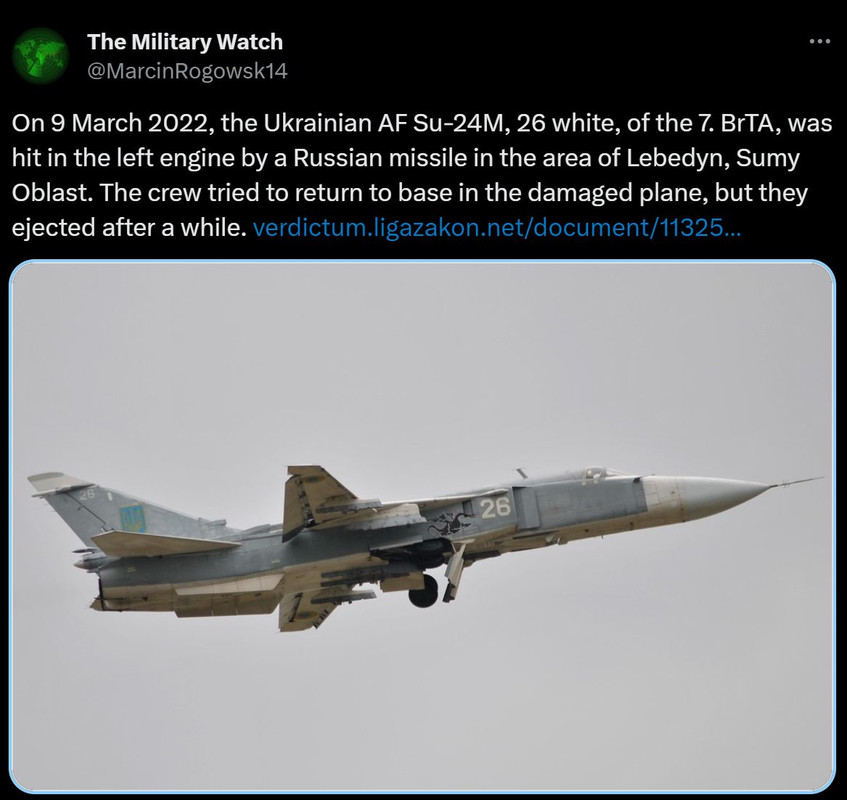 The Military Watch
@MarcinRogowsk14
On 9 March 2022, the Ukrainian AF Su-24M, 26 white, of the 7. BrTA, was
hit in the left engine by a Russian missile in the area of Lebedyn, Sumy
Oblast. The crew tried to return to base in the damaged plane, but they
ejected after a while. verdictum.ligazakon.net/document/11325...
26
26